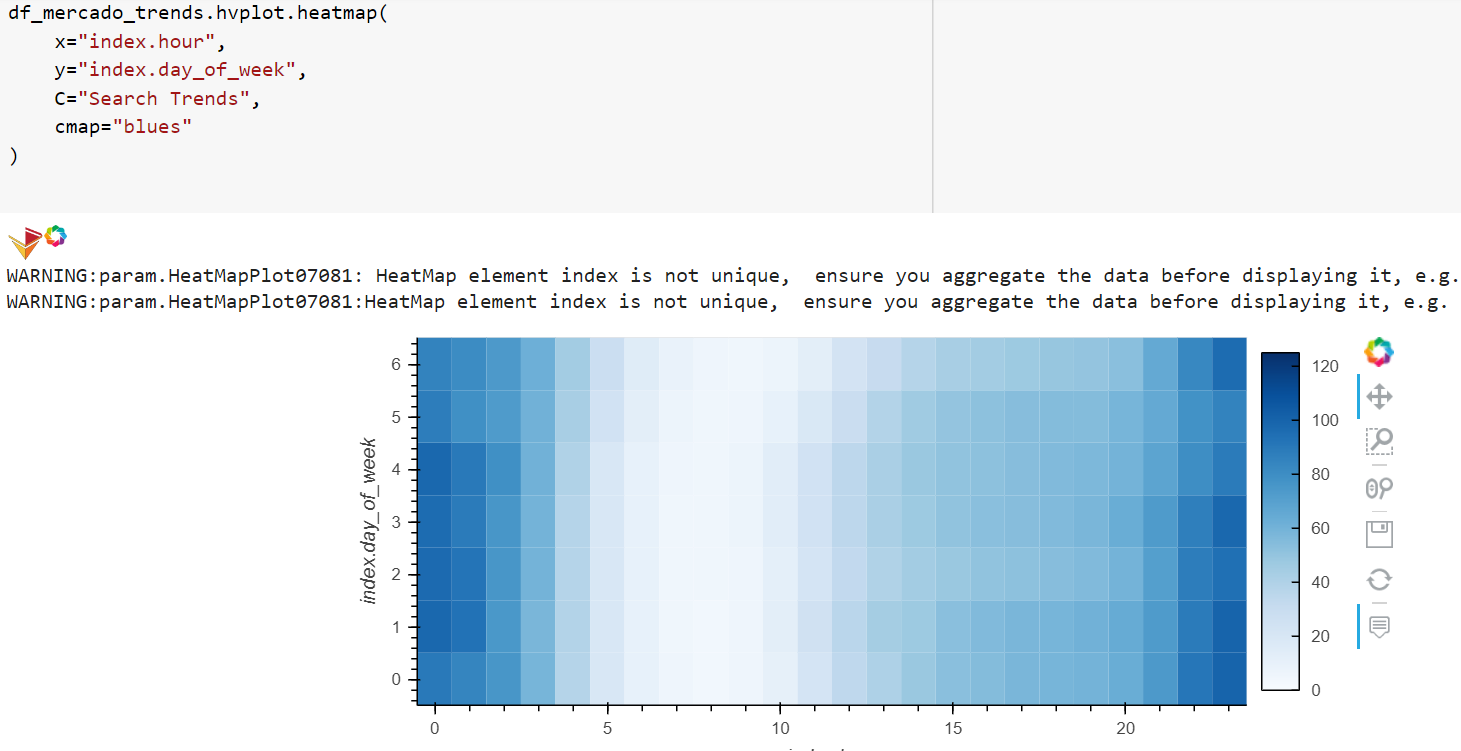 df_mercado_trends.hvplot.heatmap(
    x="index.hour",
    y="index.day_of_week",
    C="Search Trends",
    cmap="blues"
)
WARNING:param.HeatMapPlot07081: HeatMap element index is not unique,  ensure you aggregate the data before displaying it, e.g.
WARNING:param.HeatMapPlot07081:HeatMap element index is not unique,  ensure you aggregate the data before displaying it, e.g.
index.day_of_week
6
5
4
3
2
1
0
0 5 10 15 20
120
100
80
60
40
20
0